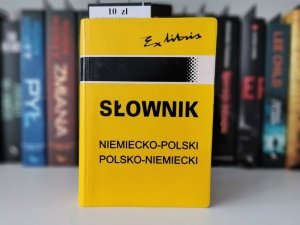 10 zł
Ex libris
SŁOWNIK
NIEMIECKO-POLSKI
POLSKO-NIEMIECKI
ZMIANA
PYŁ
LEE CHILD